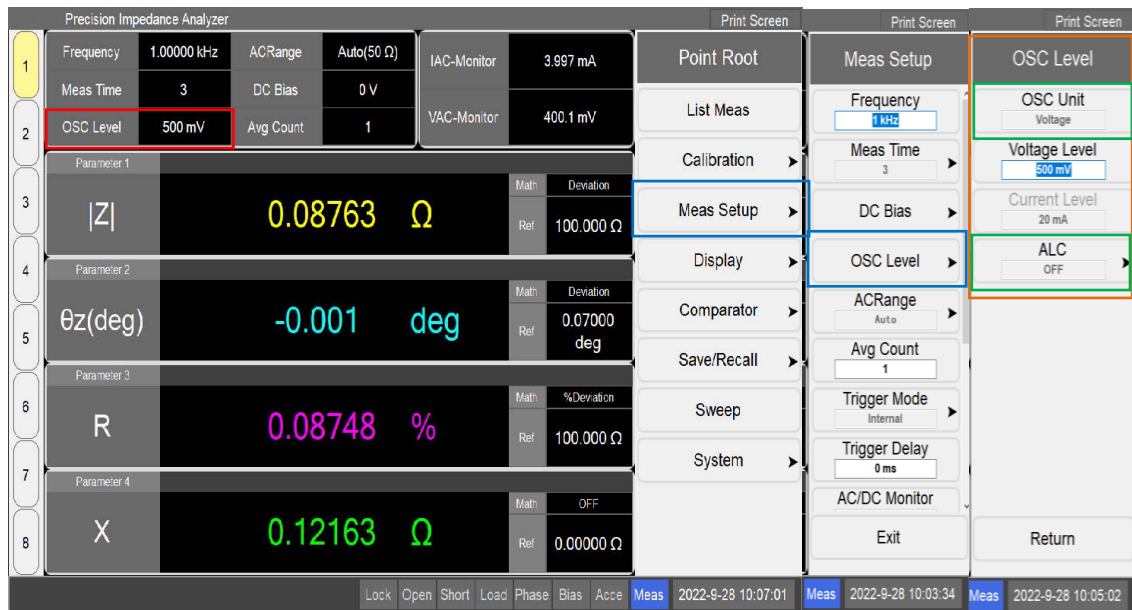 Precision Impedance Analyzer
Print Screen
Print Screen
Print Screen
1
2
3
4
5
6
7
8
Frequency 1.00000 kHz ACRange Auto(50 Ω)
Meas Time 3 DC Bias 0 V
OSC Level 500 mV Avg Count 1
IAC-Monitor 3.997 mA
VAC-Monitor 400.1 mV
Parameter 1
|Z| 0.08763 Ω
Math Deviation
Ref 100.000 Ω
Parameter 2
θz(deg) -0.001 deg
Math Deviation
Ref 0.07000 deg
Parameter 3
R 0.08748 %
Math %Deviation
Ref 100.000 Ω
Parameter 4
X 0.12163 Ω
Math OFF
Ref 0.00000 Ω
Point Root
List Meas
Calibration
Meas Setup
Display
Comparator
Save/Recall
Sweep
System
Meas Setup
Frequency
1 kHz
Meas Time
3
DC Bias
OSC Level
ACRange
Auto
Avg Count
1
Trigger Mode
Internal
Trigger Delay
0 ms
AC/DC Monitor
Exit
OSC Level
OSC Unit
Voltage
Voltage Level
500 mV
Current Level
20 mA
ALC
OFF
Return
Lock Open Short Load Phase Bias Acce Meas 2022-9-28 10:07:01
Meas 2022-9-28 10:03:34
Meas 2022-9-28 10:05:02